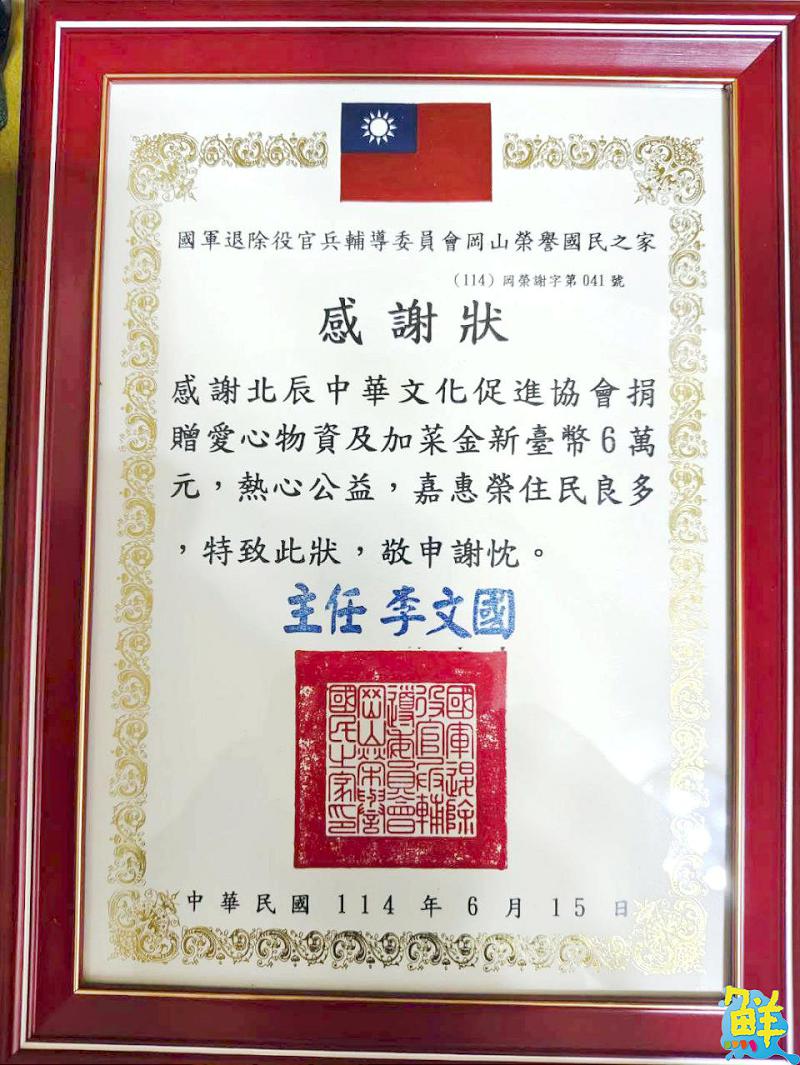 國軍退除役官兵輔導委員會岡山榮譽國民之家
（114）岡榮謝字第 041 號
感謝狀
感謝北辰中華文化促進協會捐
贈愛心物資及加菜金新臺幣6萬
元，熱心公益，嘉惠榮住民良多
，特致此狀，敬申謝忱。
主任 李文國
國軍退除
役官兵輔
導委員會
岡山榮譽
國民之家印
中華民國 114 年 6 月 15 日
鮮